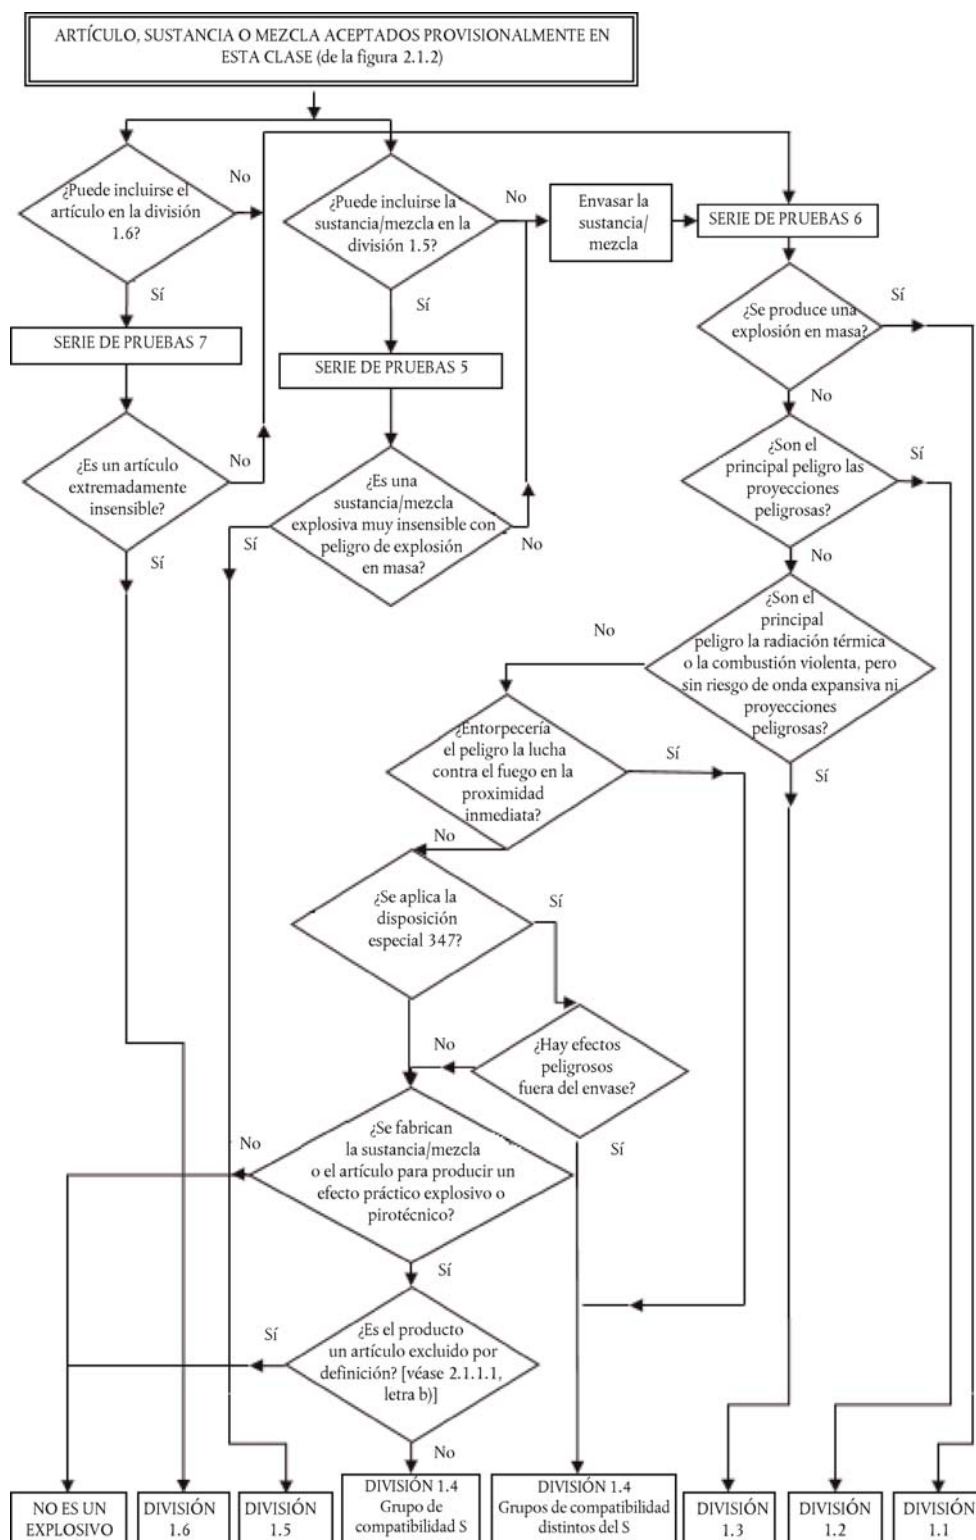 ARTÍCULO, SUSTANCIA O MEZCLA ACEPTADOS PROVISIONALMENTE EN
ESTA CLASE (de la figura 2.1.2)
¿Puede incluirse el
artículo en la división
1.6?
No
Sí
¿Puede incluirse la
sustancia/mezcla en la
división 1.5?
No
Sí
Envasar la
sustancia/
mezcla
SERIE DE PRUEBAS 6
SERIE DE PRUEBAS 7
SERIE DE PRUEBAS 5
¿Se produce una
explosión en masa?
Sí
No
¿Es un artículo
extremadamente
insensible?
No
Sí
¿Es una
sustancia/mezcla
explosiva muy insensible con
peligro de explosión
en masa?
Sí
No
¿Son el
principal peligro las
proyecciones
peligrosas?
Sí
No
¿Son el
principal
peligro la radiación térmica
o la combustión violenta, pero
sin riesgo de onda expansiva ni
proyecciones
peligrosas?
No
Sí
¿Entorpecería
el peligro la lucha
contra el fuego en la
proximidad
inmediata?
Sí
No
¿Se aplica la
disposición
especial 347?
Sí
¿Hay efectos
peligrosos
fuera del envase?
No
Sí
¿Se fabrican
la sustancia/mezcla
o el artículo para producir un
efecto práctico explosivo o
pirotécnico?
No
Sí
¿Es el producto
un artículo excluido por
definición? [véase 2.1.1.1,
letra b)]
Sí
No
NO ES UN
EXPLOSIVO
DIVISIÓN
1.6
DIVISIÓN
1.5
DIVISIÓN 1.4
Grupo de
compatibilidad S
DIVISIÓN 1.4
Grupos de compatibilidad
distintos del S
DIVISIÓN
1.3
DIVISIÓN
1.2
DIVISIÓN
1.1